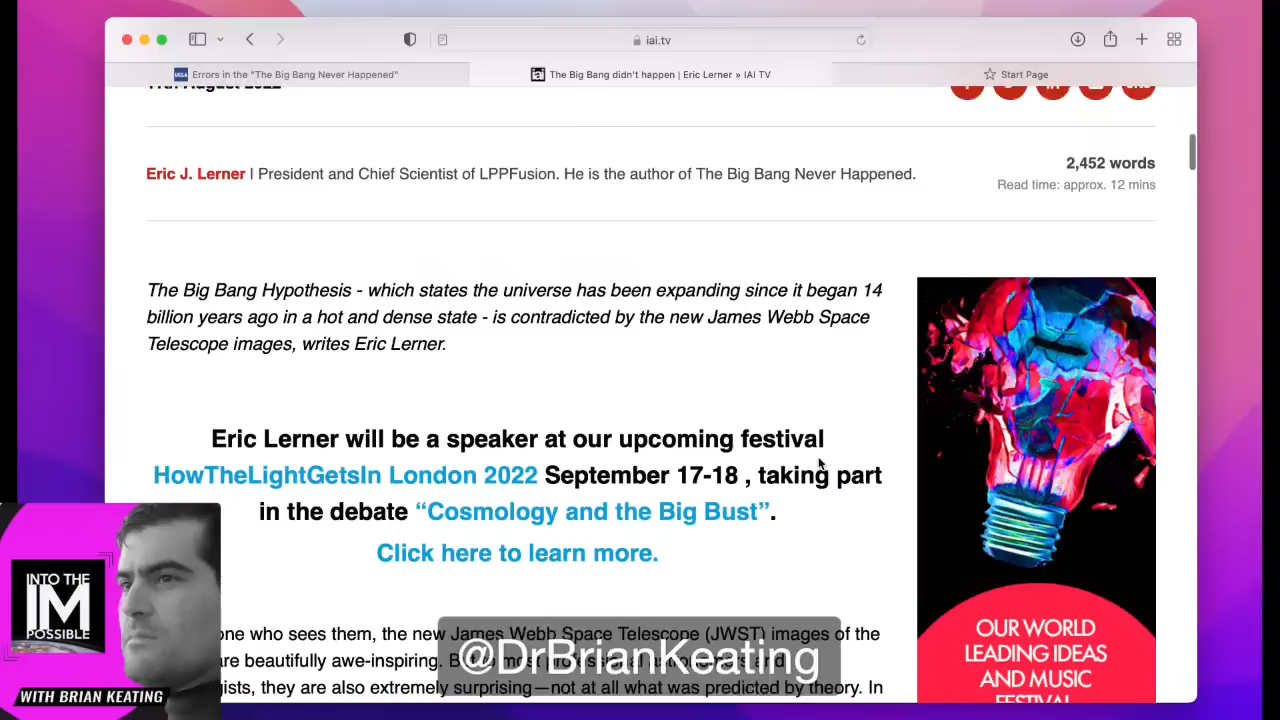 iai.tv
UCLA
Errors in the "The Big Bang Never Happened"
The Big Bang didn't happen | Eric Lerner » IAI TV
Start Page
11th August 2022
Eric J. Lerner | President and Chief Scientist of LPPFusion. He is the author of The Big Bang Never Happened.
2,452 words
Read time: approx. 12 mins
The Big Bang Hypothesis - which states the universe has been expanding since it began 14
billion years ago in a hot and dense state - is contradicted by the new James Webb Space
Telescope images, writes Eric Lerner.
Eric Lerner will be a speaker at our upcoming festival
HowTheLightGetsIn London 2022 September 17-18 , taking part
in the debate “Cosmology and the Big Bust”.
Click here to learn more.
one who sees them, the new James Webb Space Telescope (JWST) images of the
are beautifully awe-inspiring.
they are also extremely surprising—not at all what was predicted by theory. In
OUR WORLD
LEADING IDEAS
AND MUSIC
FESTIVAL
@DrBrianKeating
INTO THE
IM
POSSIBLE
WITH BRIAN KEATING